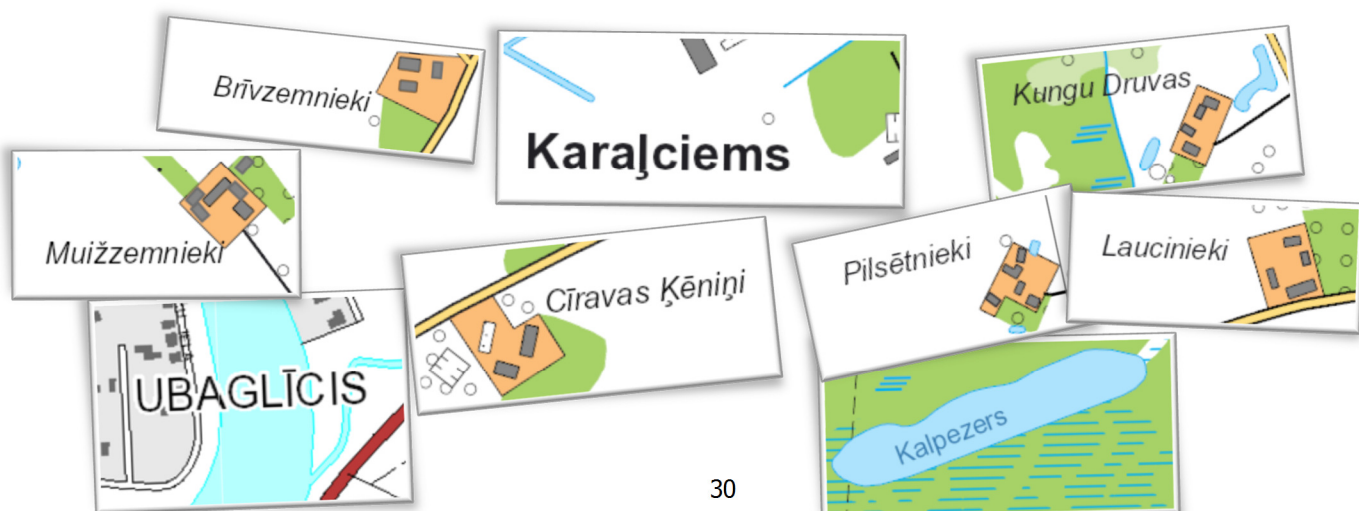 Brīvzemnieki
Karaļciems
Kungu Druvas
Muižzemnieki
Cīravas Ķēniņi
Pilsētnieki
Laucinieki
UBAGLĪCIS
Kalpezers
30